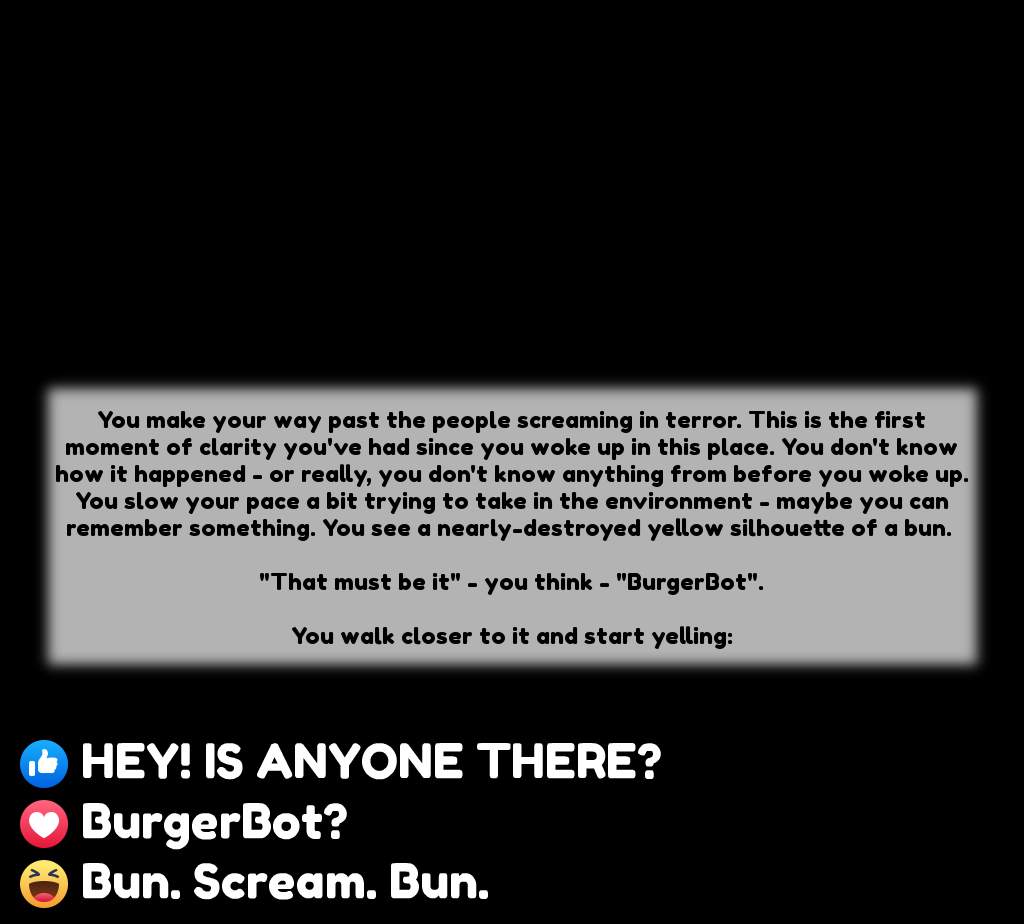 You make your way past the people screaming in terror. This is the first
moment of clarity you've had since you woke up in this place. You don't know
how it happened - or really, you don't know anything from before you woke up.
You slow your pace a bit trying to take in the environment - maybe you can
remember something. You see a nearly-destroyed yellow silhouette of a bun.
"That must be it" - you think - "BurgerBot".
You walk closer to it and start yelling:
HEY! IS ANYONE THERE?
BurgerBot?
Bun. Scream. Bun.